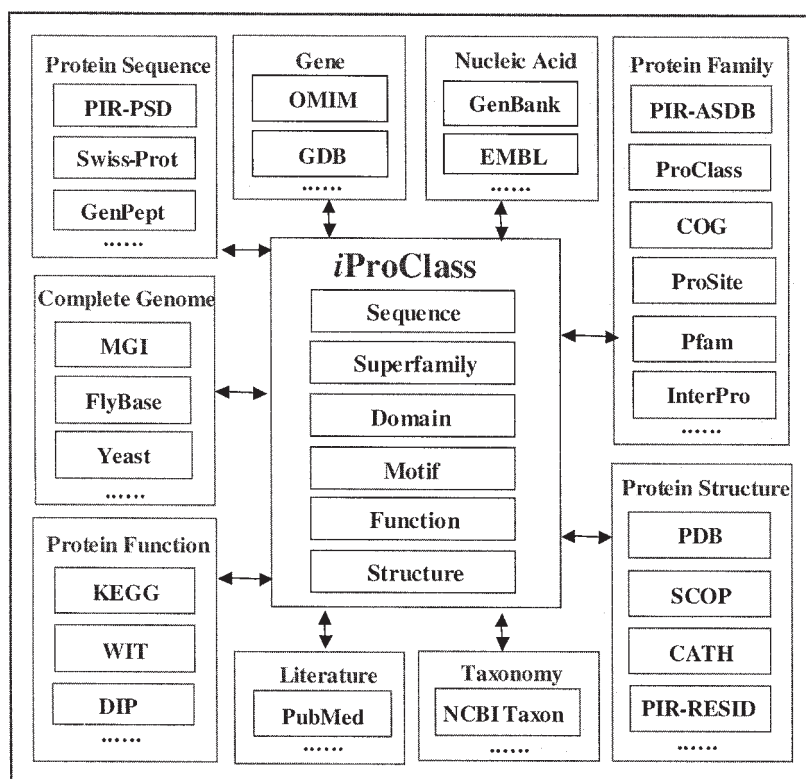 Protein Sequence
PIR-PSD
Swiss-Prot
GenPept
......
Gene
OMIM
GDB
......
Nucleic Acid
GenBank
EMBL
......
Protein Family
PIR-ASDB
ProClass
COG
ProSite
Pfam
InterPro
......
iProClass
Sequence
Superfamily
Domain
Motif
Function
Structure
Complete Genome
MGI
FlyBase
Yeast
......
Protein Function
KEGG
WIT
DIP
......
Literature
PubMed
......
Taxonomy
NCBI Taxon
......
Protein Structure
PDB
SCOP
CATH
PIR-RESID
......